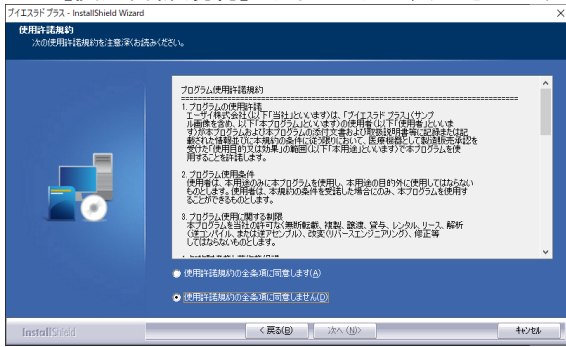 ブイエスラド プラス - InstallShield Wizard
使用許諾契約
次の使用許諾契約を注意深くお読みください。
プログラム使用許諾規約
1. プログラムの使用許諾
エーザイ株式会社(以下「当社」といいます)は、「ブイエスラド プラス」(サンプ
ル画像を含め、以下「本プログラム」といいます)の使用者(以下「使用者」といいま
す)が本プログラムおよび本プログラムの添付文書および取扱説明書等に記録または記
載された情報並びに本規約の条件に従う限りにおいて、医療機器として製造販売承認を
受けた「使用目的又は効果」の範囲(以下「本用途」といいます)で本プログラムを使
用することを許諾します。
2. プログラム使用条件
使用者は、本用途のみに本プログラムを使用し、本用途の目的外に使用してはならない
ものとします。使用者は、本規約の条件を受諾した場合にのみ、本プログラムを使用す
ることができるものとします。
3. プログラム使用に関する制限
本プログラムを当社の許可なく無断転載、複製、譲渡、貸与、レンタル、リース、解析
(逆コンパイル、または逆アセンブル)、改変(リバースエンジニアリング)、修正等
してはならないものとします。
使用許諾規約の全条項に同意します(A)
使用許諾規約の全条項に同意しません(D)
InstallShield
< 戻る(B)
次へ(N)>
キャンセル